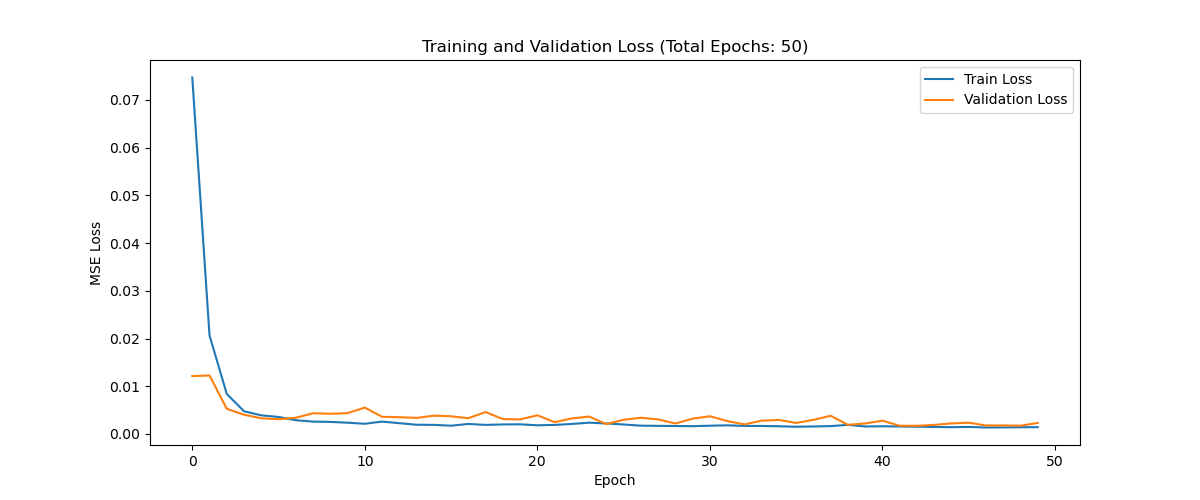 Training and Validation Loss (Total Epochs: 50)
Train Loss
Validation Loss
MSE Loss
0.07
0.06
0.05
0.04
0.03
0.02
0.01
0.00
0 10 20 30 40 50
Epoch